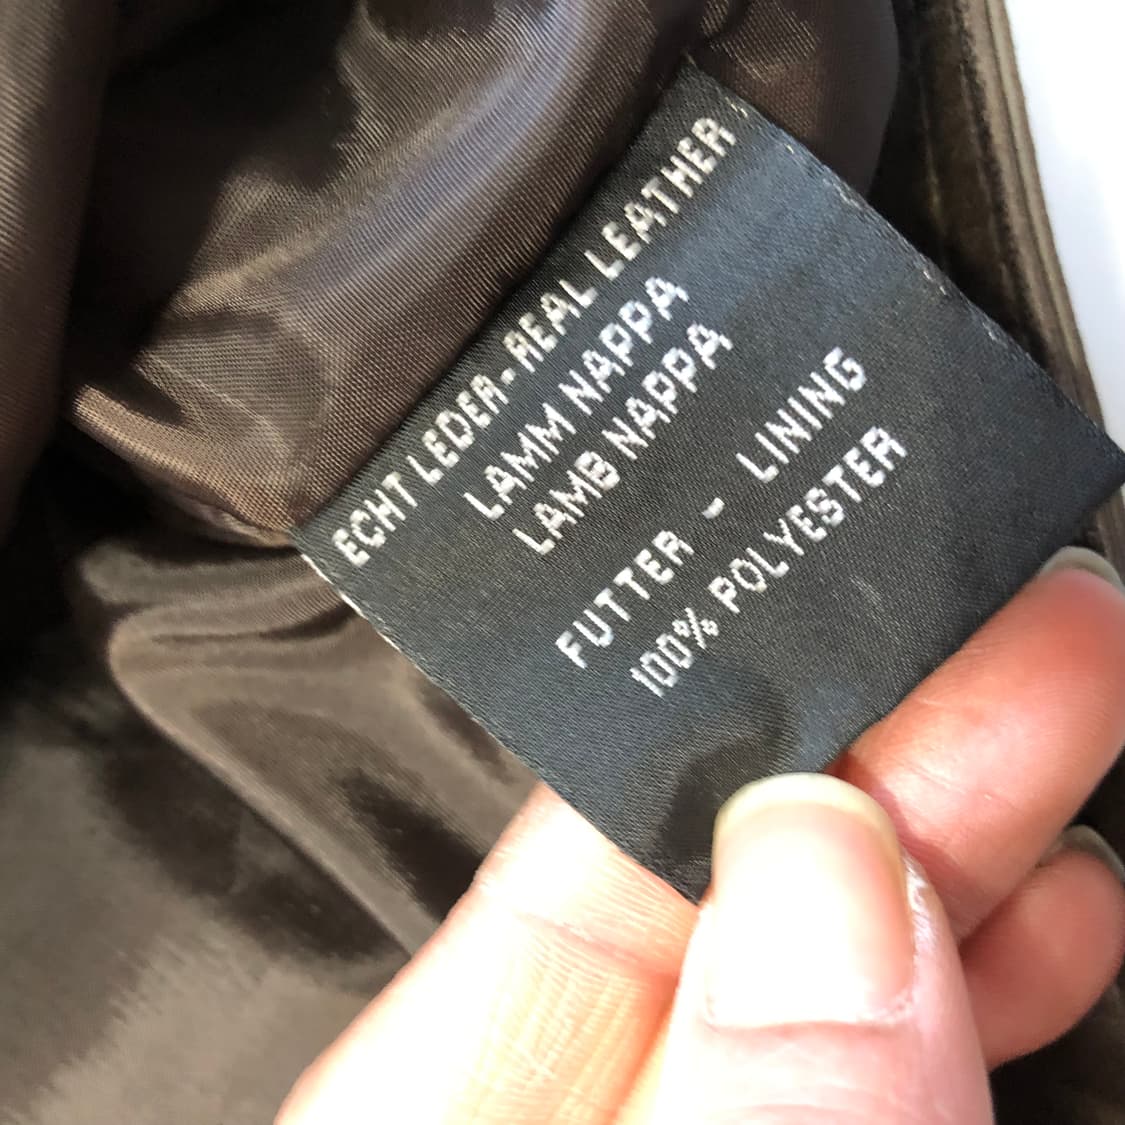 ECHT LEDER-REAL LEATHER
LAMM NAPPA
LAMB NAPPA
FUTTER - LINING
100% POLYESTER